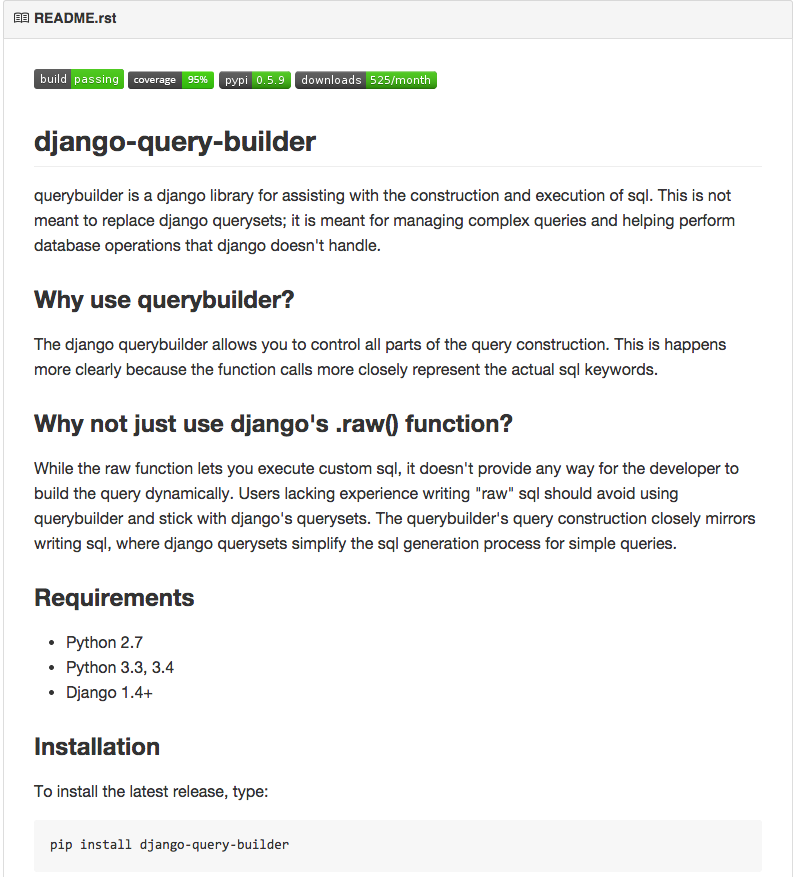 README.rst
build passing coverage 95% pypi 0.5.9 downloads 525/month
django-query-builder
querybuilder is a django library for assisting with the construction and execution of sql. This is not
meant to replace django querysets; it is meant for managing complex queries and helping perform
database operations that django doesn't handle.
Why use querybuilder?
The django querybuilder allows you to control all parts of the query construction. This is happens
more clearly because the function calls more closely represent the actual sql keywords.
Why not just use django's .raw() function?
While the raw function lets you execute custom sql, it doesn't provide any way for the developer to
build the query dynamically. Users lacking experience writing "raw" sql should avoid using
querybuilder and stick with django's querysets. The querybuilder's query construction closely mirrors
writing sql, where django querysets simplify the sql generation process for simple queries.
Requirements
• Python 2.7
• Python 3.3, 3.4
• Django 1.4+
Installation
To install the latest release, type:
pip install django-query-builder